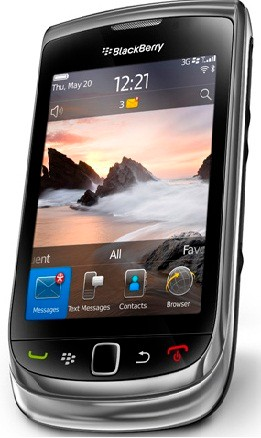 BlackBerry
3G
Thu, May 20
12:21
3
ent
All
Fav
Messages
Text Messages
Contacts
Browser